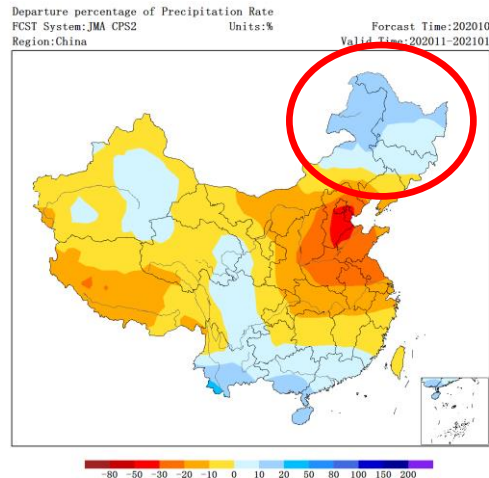 Departure percentage of Precipitation Rate
FCST System:JMA CPS2 Units:% Forcast Time:202010
Region:China Valid Time:202011-202101
-80 -50 -30 -20 -10 0 10 20 50 80 100 150 200